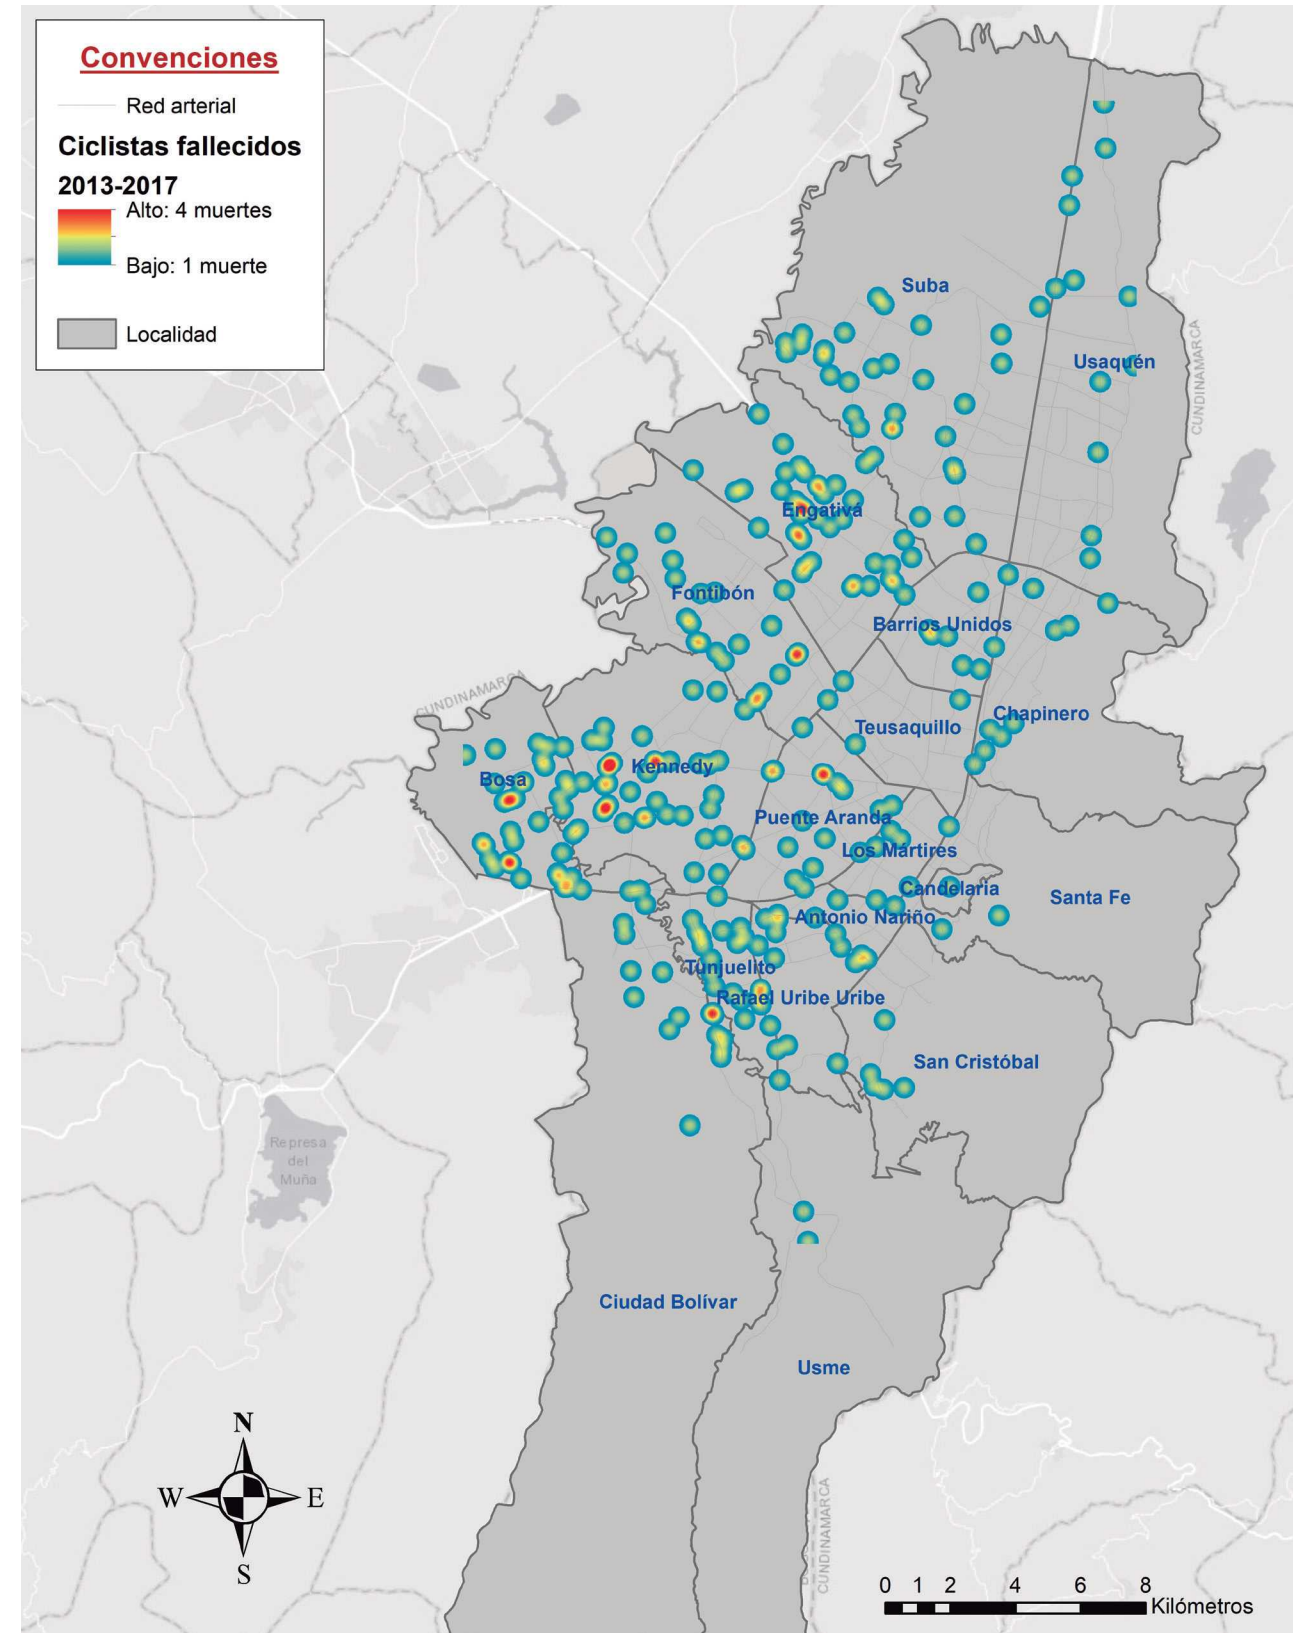 Convenciones
Red arterial
Ciclistas fallecidos
2013-2017
Alto: 4 muertes
Bajo: 1 muerte
Localidad
Suba
Usaquén
CUNDINAMARCA
Engativá
Fontibón
Barrios Unidos
CUNDINAMARCA
Chapinero
Teusaquillo
Kennedy
Bosa
Puente Aranda
Los Mártires
Candelaria
Santa Fe
Antonio Nariño
Tunjuelito
Rafael Uribe Uribe
San Cristóbal
Represa
del
Muña
Ciudad Bolívar
Usme
N
W E
S
CUNDINAMARCA
0 1 2 4 6 8
Kilómetros